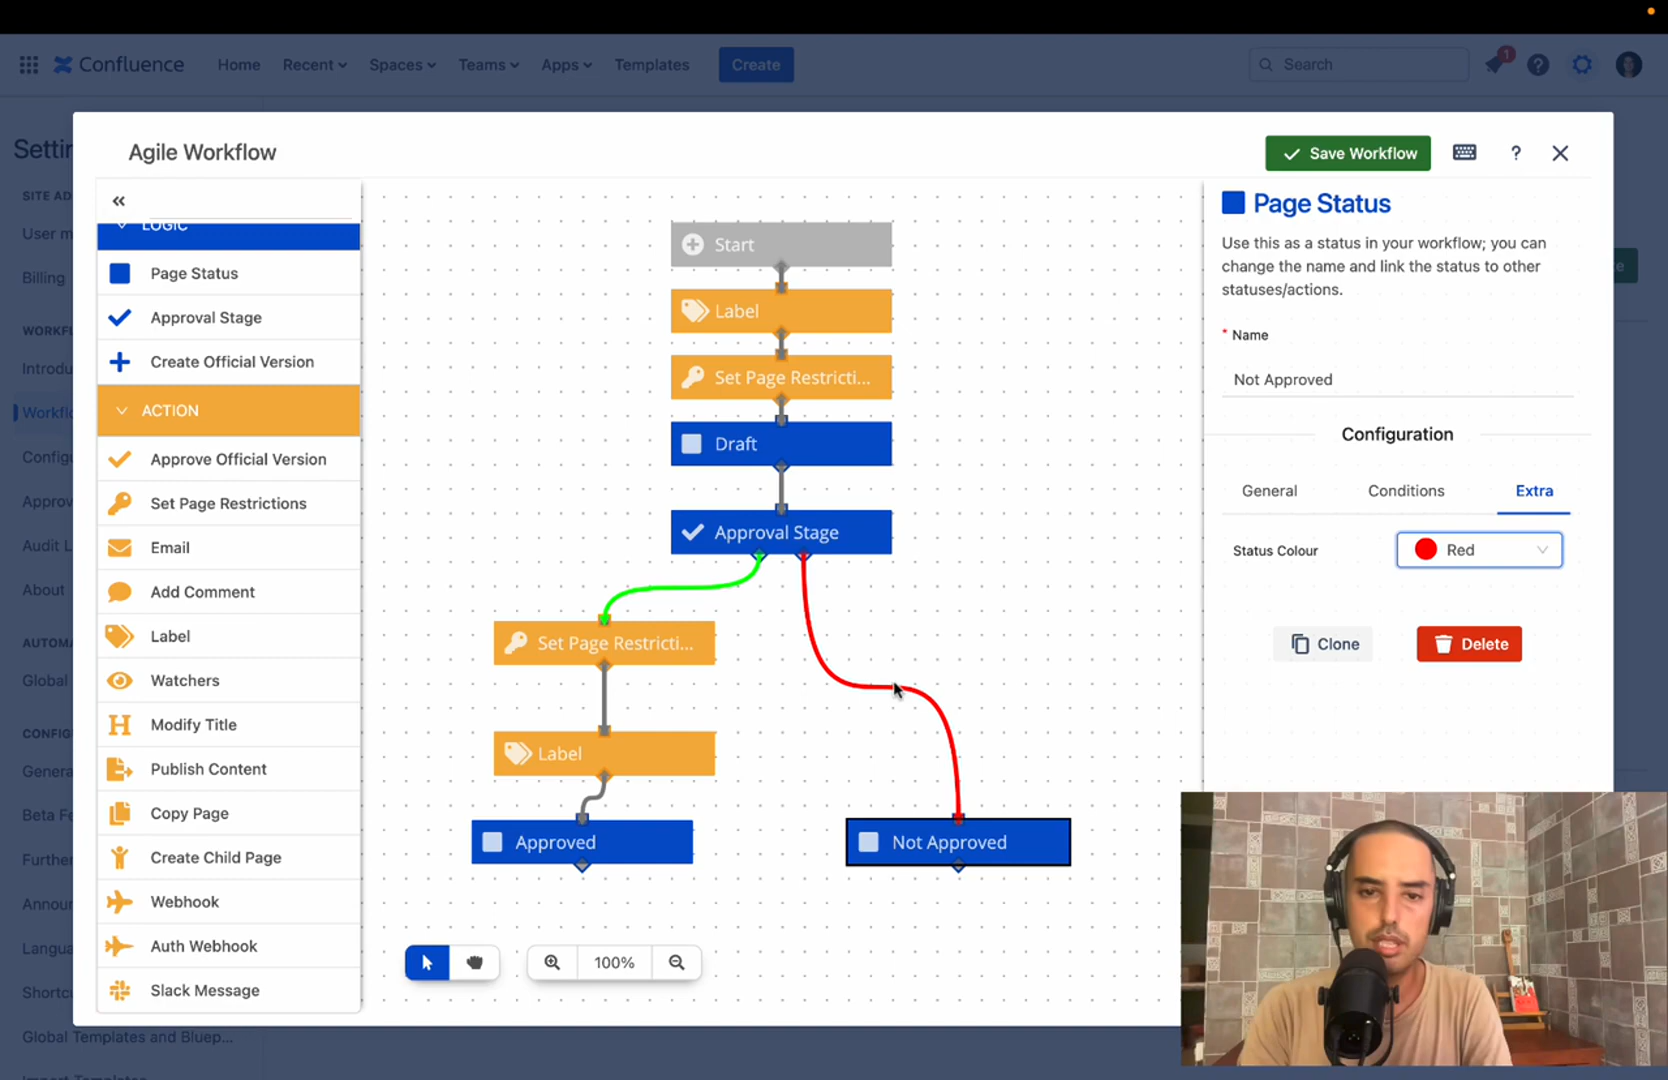 Confluence
Home
Recent
Spaces
Teams
Apps
Templates
Create
Search
1
?
Agile Workflow
Save Workflow
?
LOGIC
Page Status
Approval Stage
Create Official Version
ACTION
Approve Official Version
Set Page Restrictions
Email
Add Comment
Label
Watchers
Modify Title
Publish Content
Copy Page
Create Child Page
Webhook
Auth Webhook
Slack Message
Start
Label
Set Page Restricti...
Draft
Approval Stage
Set Page Restricti...
Label
Approved
Not Approved
100%
Page Status
Use this as a status in your workflow; you can
change the name and link the status to other
statuses/actions.
* Name
Not Approved
Configuration
General
Conditions
Extra
Status Colour
Red
Clone
Delete
Billing
About
Global
Global Templates and Bluep...